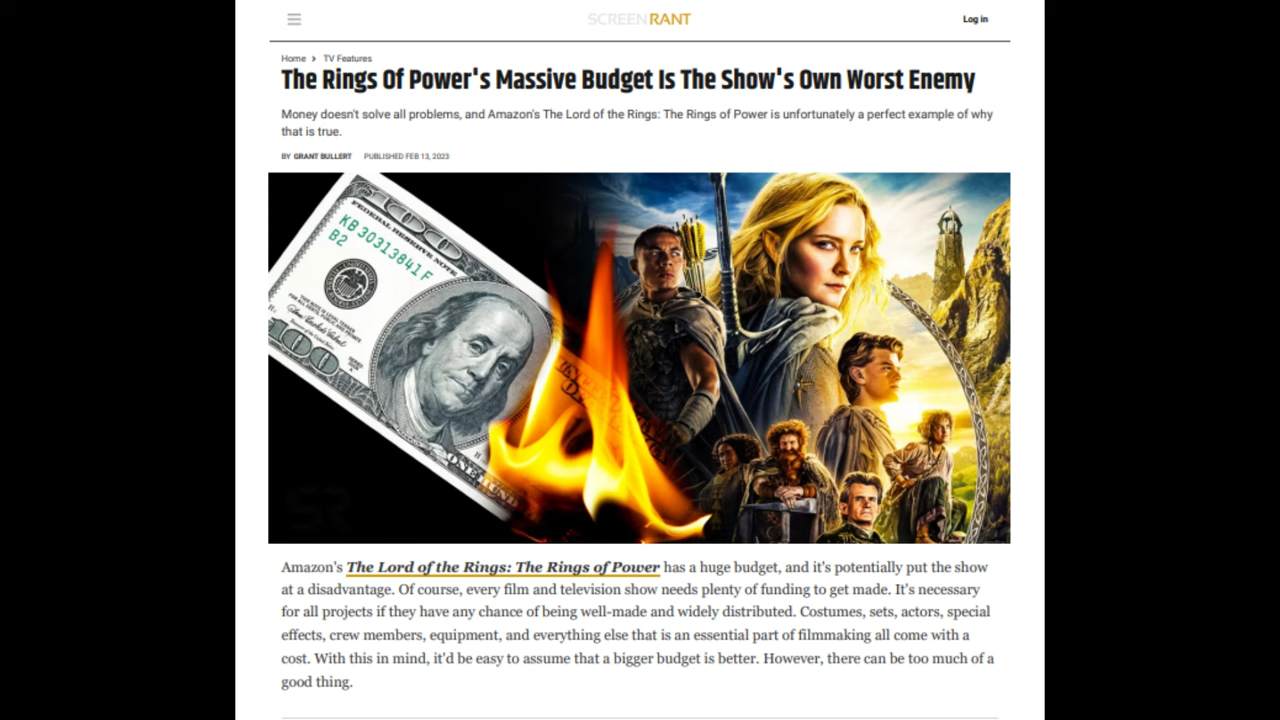 SCREENRANT
Log in
Home > TV Features
The Rings Of Power's Massive Budget Is The Show's Own Worst Enemy
Money doesn't solve all problems, and Amazon's The Lord of the Rings: The Rings of Power is unfortunately a perfect example of why
that is true.
BY GRANT BULLERT PUBLISHED FEB 13, 2023
100
FEDERAL RESERVE NOTE
KB 30313841 F
B2
100
SR
Amazon's The Lord of the Rings: The Rings of Power has a huge budget, and it's potentially put the show
at a disadvantage. Of course, every film and television show needs plenty of funding to get made. It's necessary
for all projects if they have any chance of being well-made and widely distributed. Costumes, sets, actors, special
effects, crew members, equipment, and everything else that is an essential part of filmmaking all come with a
cost. With this in mind, it'd be easy to assume that a bigger budget is better. However, there can be too much of a
good thing.